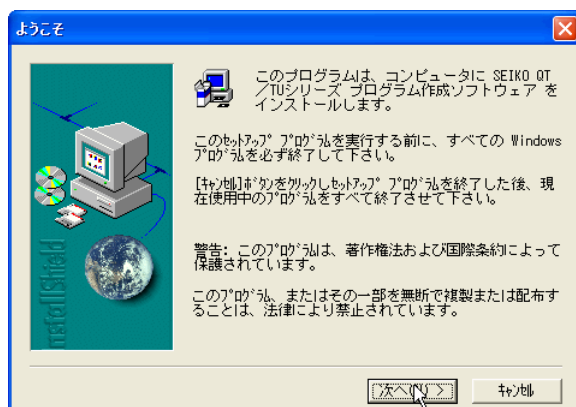 ようこそ
このプログラムは、コンピュータに SEIKO QT
/TUシリーズ プログラム作成ソフトウェア を
インストールします。
このｾｯﾄｱｯﾌﾟ ﾌﾟﾛｸﾞﾗﾑを実行する前に、すべての Windows
ﾌﾟﾛｸﾞﾗﾑを必ず終了して下さい。
[ｷｬﾝｾﾙ]ﾎﾞﾀﾝをｸﾘｯｸしｾｯﾄｱｯﾌﾟ ﾌﾟﾛｸﾞﾗﾑを終了した後、現
在使用中のﾌﾟﾛｸﾞﾗﾑをすべて終了させて下さい。
警告: このﾌﾟﾛｸﾞﾗﾑは、著作権法および国際条約によって
保護されています。
このﾌﾟﾛｸﾞﾗﾑ、またはその一部を無断で複製または配布す
ることは、法律により禁止されています。
InstallShield
次へ(N) >
ｷｬﾝｾﾙ